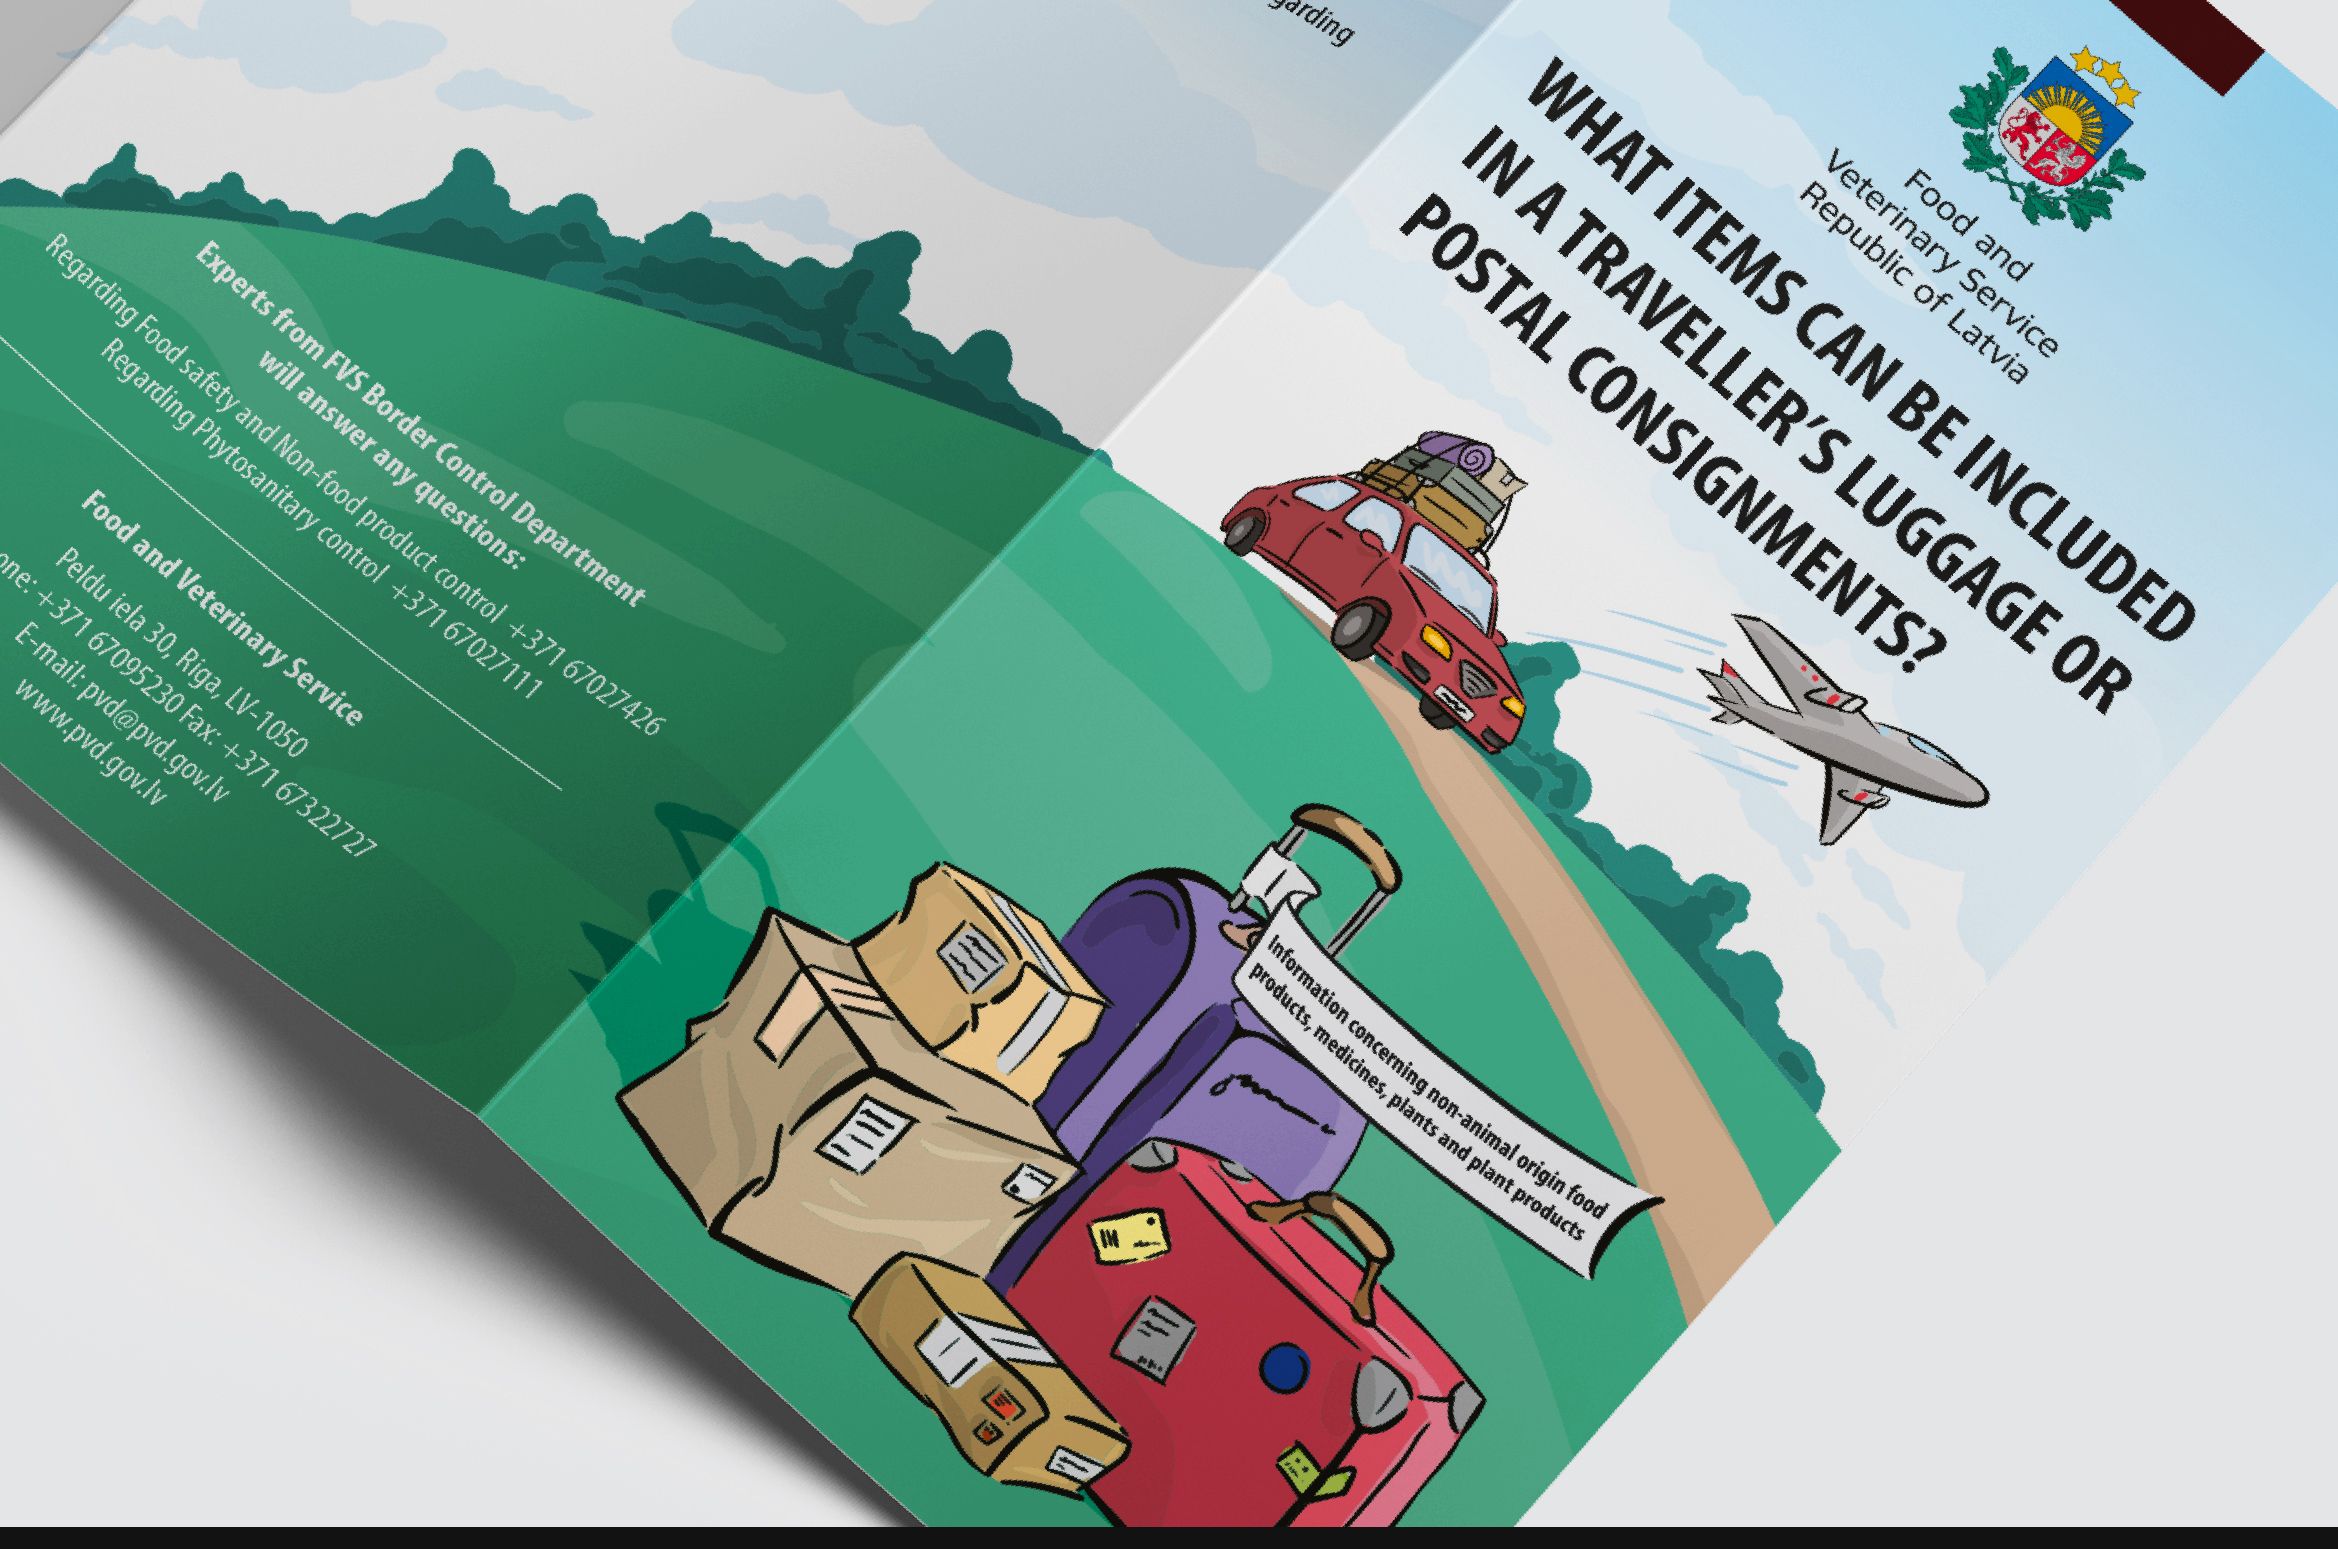 garding
Experts from FVS Border Control Department
will answer any questions:
Regarding Food safety and Non-food product control +371 67027426
Regarding Phytosanitary control +371 67027111
Food and Veterinary Service
Peldu iela 30, Riga, LV-1050
one: +371 67095230 Fax: +371 67322727
E-mail: pvd@pvd.gov.lv
www.pvd.gov.lv
Food and
Veterinary Service
Republic of Latvia
WHAT ITEMS CAN BE INCLUDED
IN A TRAVELLER'S LUGGAGE OR
POSTAL CONSIGNMENTS?
Information concerning non-animal origin food
products, medicines, plants and plant products